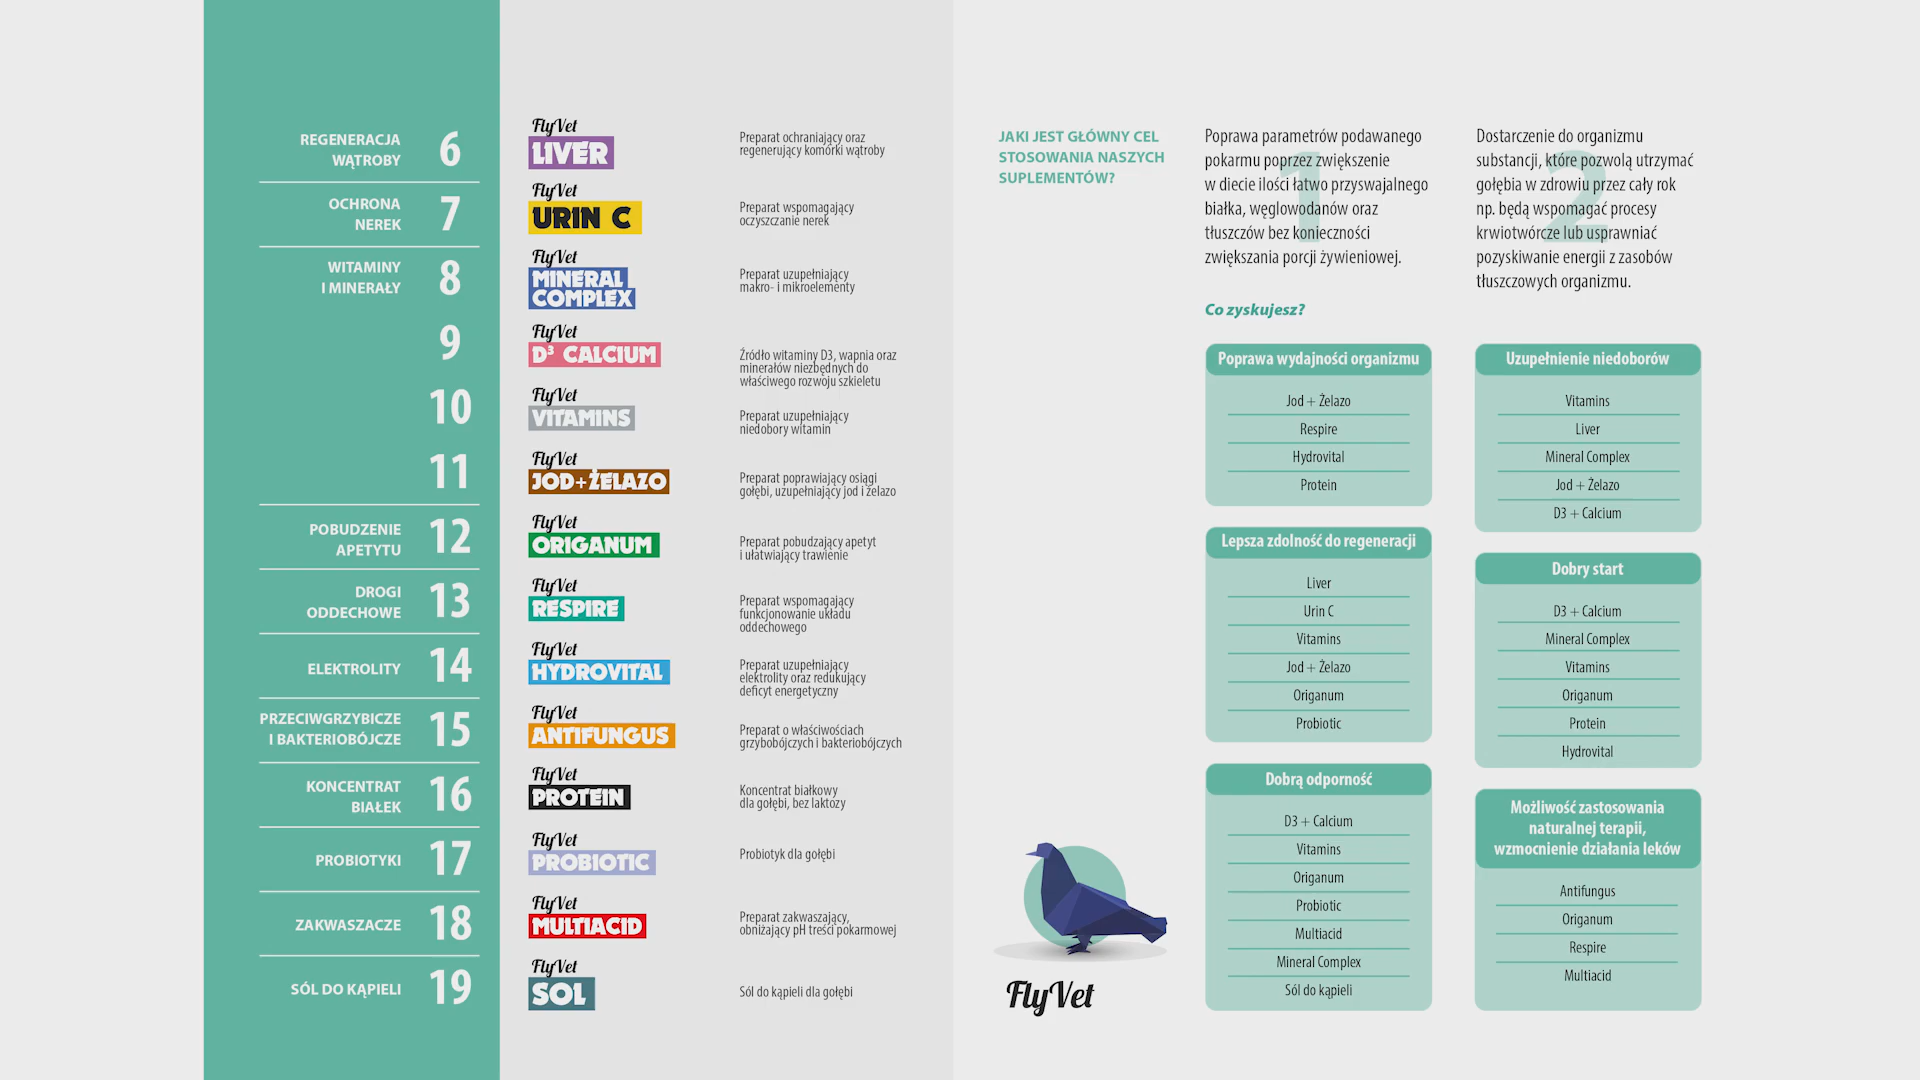 REGENERACJA
WĄTROBY
6
FlyVet
LIVER
Preparat ochraniający oraz
regenerujący komórki wątroby
OCHRONA
NEREK
7
FlyVet
URIN C
Preparat wspomagający
oczyszczanie nerek
WITAMINY
I MINERAŁY
8
FlyVet
MINERAL
COMPLEX
Preparat uzupełniający
makro- i mikroelementy
9
FlyVet
D³ CALCIUM
Źródło witaminy D3, wapnia oraz
minerałów niezbędnych do
właściwego rozwoju szkieletu
10
FlyVet
VITAMINS
Preparat uzupełniający
niedobory witamin
11
FlyVet
JOD+ŻELAZO
Preparat poprawiający osiągi
gołębi, uzupełniający jod i żelazo
POBUDZENIE
APETYTU
12
FlyVet
ORIGANUM
Preparat pobudzający apetyt
i ułatwiający trawienie
DROGI
ODDECHOWE
13
FlyVet
RESPIRE
Preparat wspomagający
funkcjonowanie układu
oddechowego
ELEKTROLITY
14
FlyVet
HYDROVITAL
Preparat uzupełniający
elektrolity oraz redukujący
deficyt energetyczny
PRZECIWGRZYBICZE
I BAKTERIOBÓJCZE
15
FlyVet
ANTIFUNGUS
Preparat o właściwościach
grzybobójczych i bakteriobójczych
KONCENTRAT
BIAŁEK
16
FlyVet
PROTEIN
Koncentrat białkowy
dla gołębi, bez laktozy
PROBIOTYKI
17
FlyVet
PROBIOTIC
Probiotyk dla gołębi
ZAKWASZACZE
18
FlyVet
MULTIACID
Preparat zakwaszający,
obniżający pH treści pokarmowej
SÓL DO KĄPIELI
19
FlyVet
SOL
Sól do kąpieli dla gołębi
JAKI JEST GŁÓWNY CEL
STOSOWANIA NASZYCH
SUPLEMENTÓW?
FlyVet
1
Poprawa parametrów podawanego
pokarmu poprzez zwiększenie
w diecie ilości łatwo przyswajalnego
białka, węglowodanów oraz
tłuszczów bez konieczności
zwiększania porcji żywieniowej.
2
Dostarczenie do organizmu
substancji, które pozwolą utrzymać
gołębia w zdrowiu przez cały rok
np. będą wspomagać procesy
krwiotwórcze lub usprawniać
pozyskiwanie energii z zasobów
tłuszczowych organizmu.
Co zyskujesz?
Poprawa wydajności organizmu
Jod + Żelazo
Respire
Hydrovital
Protein
Lepsza zdolność do regeneracji
Liver
Urin C
Vitamins
Jod + Żelazo
Origanum
Probiotic
Dobrą odporność
D3 + Calcium
Vitamins
Origanum
Probiotic
Multiacid
Mineral Complex
Sól do kąpieli
Uzupełnienie niedoborów
Vitamins
Liver
Mineral Complex
Jod + Żelazo
D3 + Calcium
Dobry start
D3 + Calcium
Mineral Complex
Vitamins
Origanum
Protein
Hydrovital
Możliwość zastosowania
naturalnej terapii,
wzmocnienie działania leków
Antifungus
Origanum
Respire
Multiacid